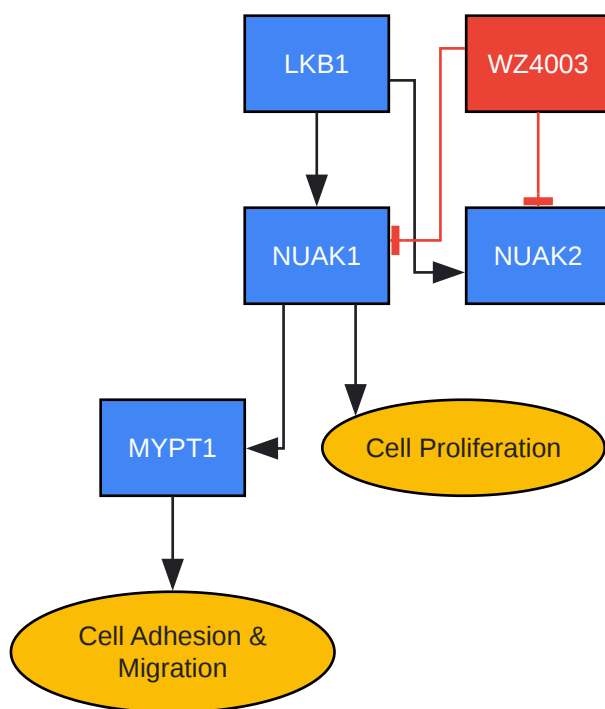 LKB1
WZ4003
NUAK1
NUAK2
MYPT1
Cell Proliferation
Cell Adhesion &
Migration